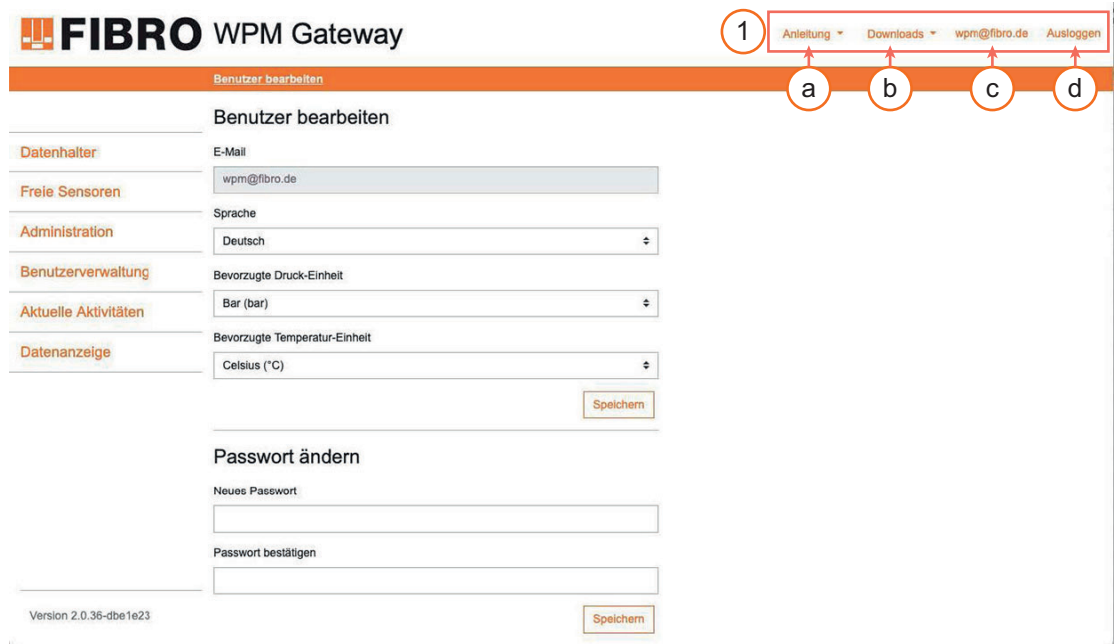 FIBRO WPM Gateway
1 Anleitung Downloads wpm@fibro.de Ausloggen
a b c d
Benutzer bearbeiten
Benutzer bearbeiten
Datenhalter
Freie Sensoren
Administration
Benutzerverwaltung
Aktuelle Aktivitäten
Datenanzeige
E-Mail
wpm@fibro.de
Sprache
Deutsch
Bevorzugte Druck-Einheit
Bar (bar)
Bevorzugte Temperatur-Einheit
Celsius (°C)
Speichern
Passwort ändern
Neues Passwort
Passwort bestätigen
Speichern
Version 2.0.36-dbe1e23